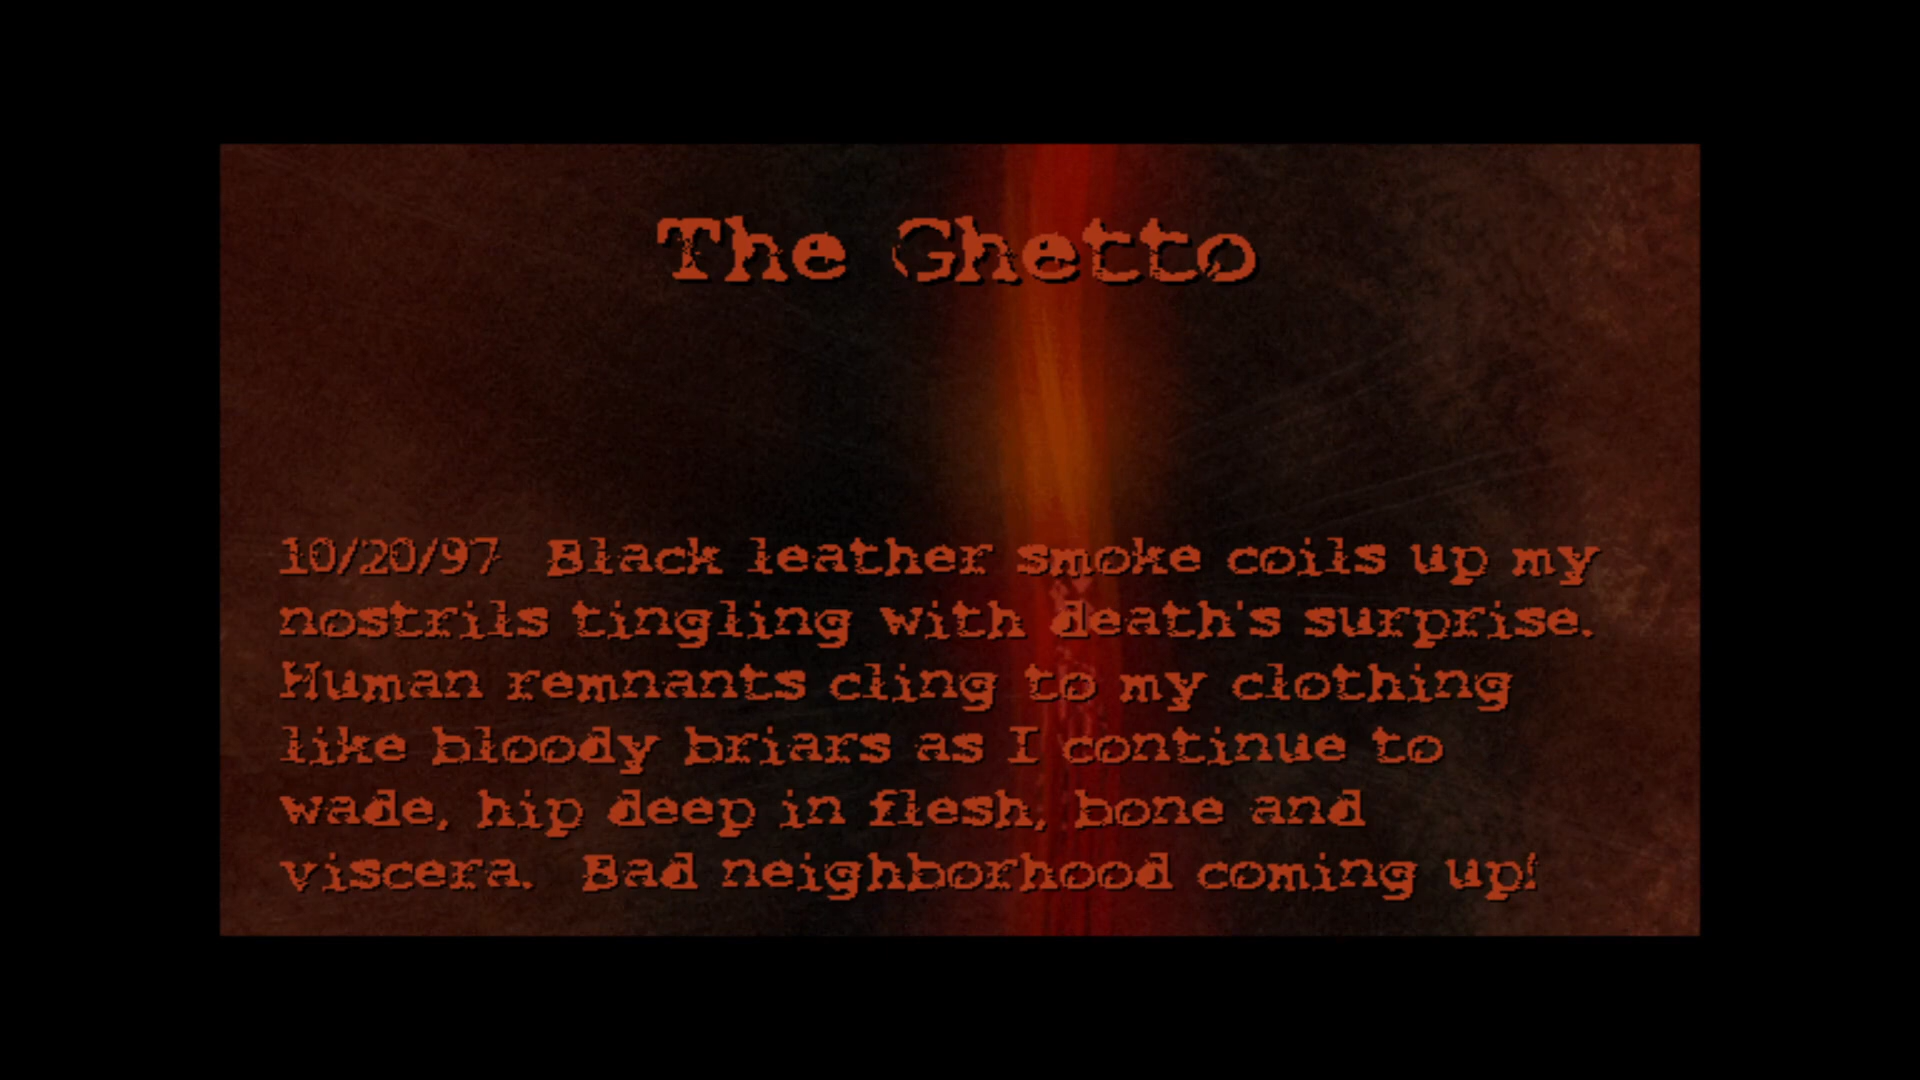 The Ghetto
10/20/97 Black leather smoke coils up my
nostrils tingling with death's surprise.
Human remnants cling to my clothing
like bloody briars as I continue to
wade, hip deep in flesh, bone and
viscera. Bad neighborhood coming up!